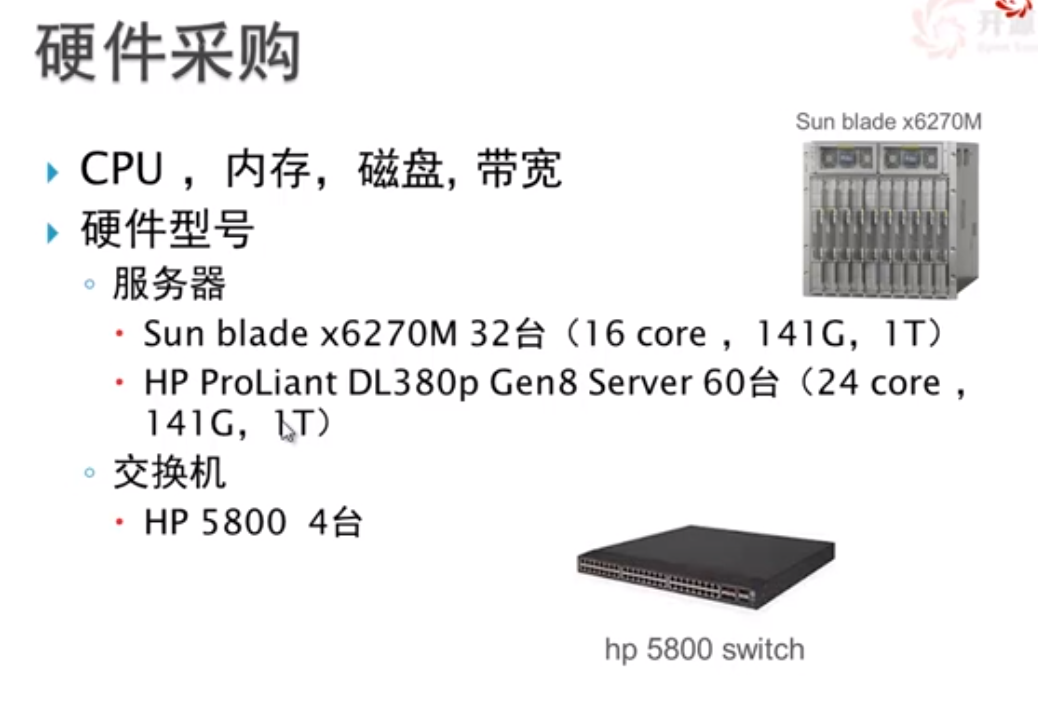 硬件采购
Sun blade x6270M
CPU ，内存，磁盘, 带宽
硬件型号
服务器
Sun blade x6270M 32台（16 core ，141G，1T）
HP ProLiant DL380p Gen8 Server 60台（24 core ，
141G，1T）
交换机
HP 5800  4台
hp 5800 switch